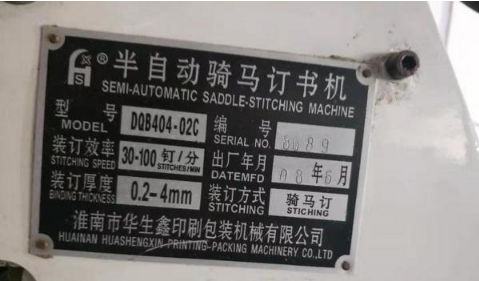 ® 半自动骑马订书机
SEMI-AUTOMATIC SADDLE-STITCHING MACHINE
型号 DQB404-02C 编号 8089
MODEL SERIAL NO.
装订效率 30-100 钉/分 出厂年月 08年6月
STITCHING SPEED STITCHES/MIN DATEMFD
装订厚度 0.2-4mm 装订方式 骑马订
BINDING THICKNESS STITCHING STICHING
淮南市华生鑫印刷包装机械有限公司
HUAINAN HUASHENGXIN PRINTING-PACKING MACHINERY CO.,LTD